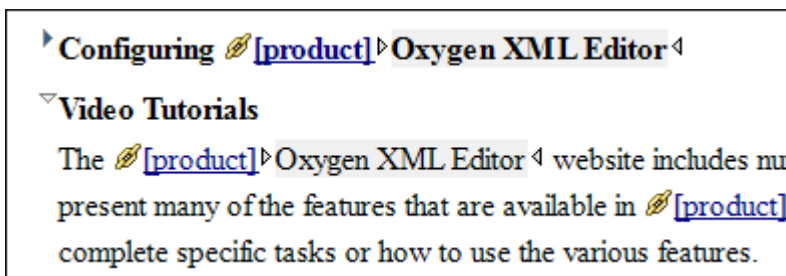 Configuring [product] Oxygen XML Editor
Video Tutorials
The [product] Oxygen XML Editor website includes
present many of the features that are available in [product]
complete specific tasks or how to use the various features.